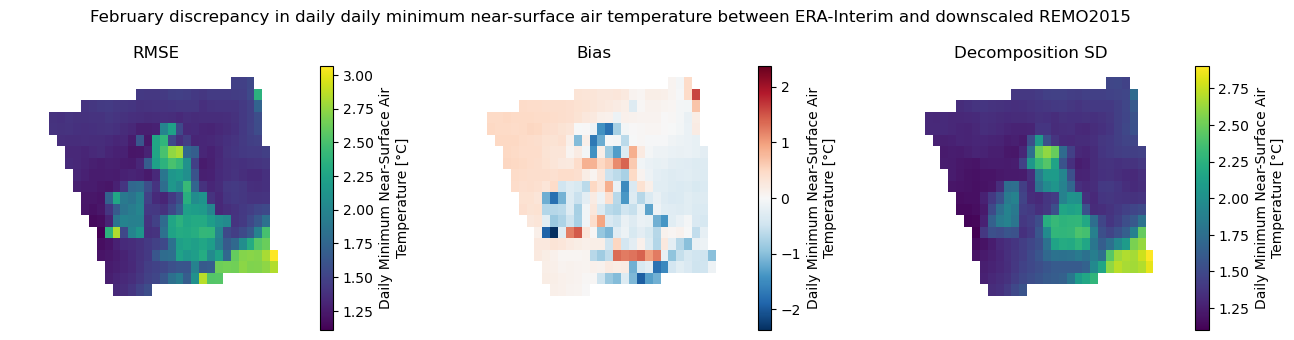 February discrepancy in daily daily minimum near-surface air temperature between ERA-Interim and downscaled REMO2015
RMSE
3.00
2.75
2.50
2.25
2.00
1.75
1.50
1.25
Daily Minimum Near-Surface Air
Temperature [°C]
Bias
2
1
0
−1
−2
Daily Minimum Near-Surface Air
Temperature [°C]
Decomposition SD
2.75
2.50
2.25
2.00
1.75
1.50
1.25
Daily Minimum Near-Surface Air
Temperature [°C]